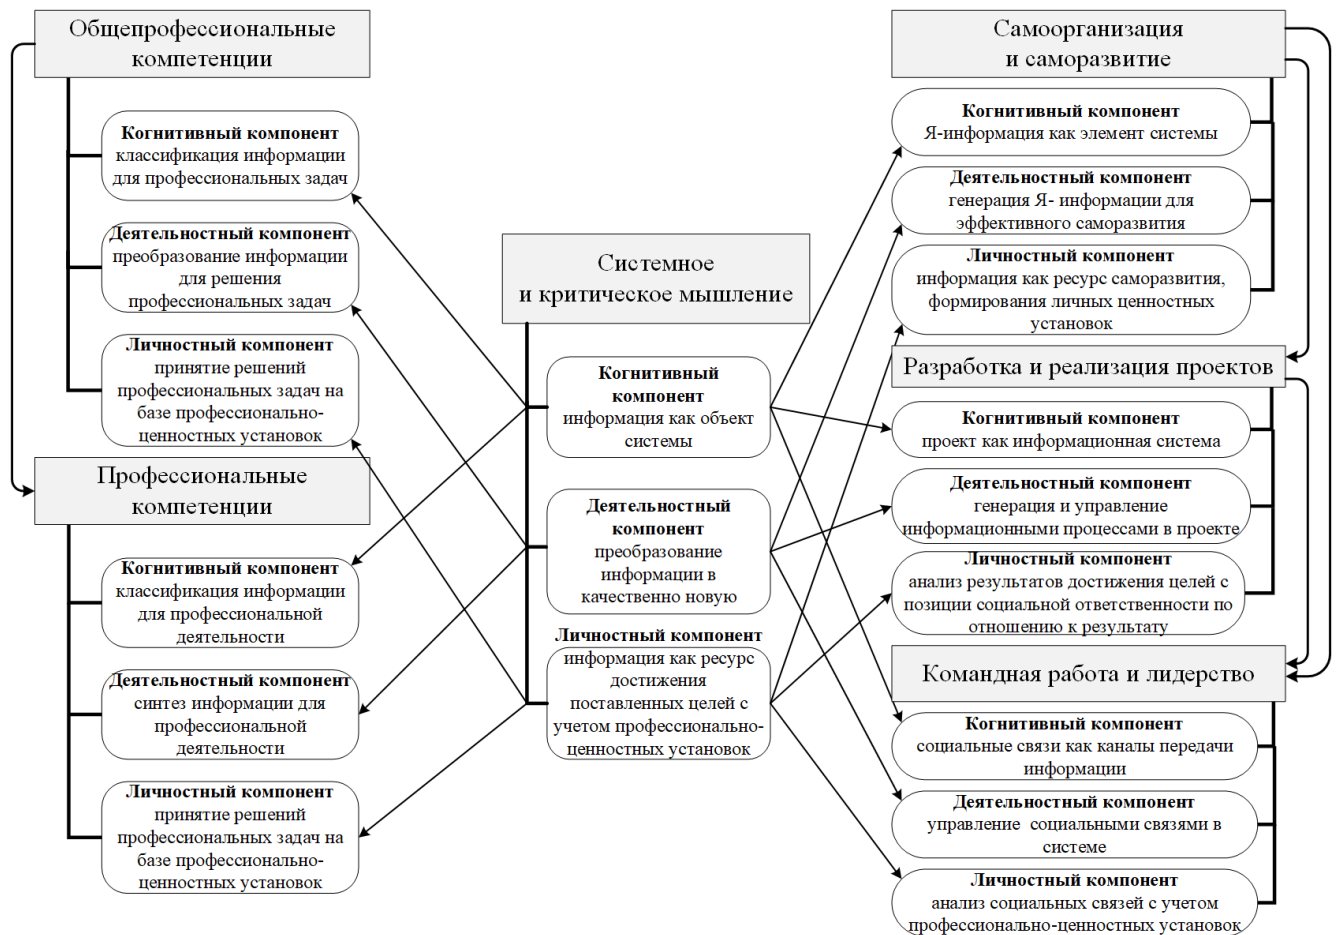 Общепрофессиональные
компетенции
Когнитивный компонент
классификация информации
для профессиональных задач
Деятельностный компонент
преобразование информации
для решения
профессиональных задач
Личностный компонент
принятие решений
профессиональных задач на
базе профессионально-
ценностных установок
Профессиональные
компетенции
Когнитивный компонент
классификация информации
для профессиональной
деятельности
Деятельностный компонент
синтез информации для
профессиональной
деятельности
Личностный компонент
принятие решений
профессиональных задач на
базе профессионально-
ценностных установок
Системное
и критическое мышление
Когнитивный
компонент
информация как объект
системы
Деятельностный
компонент
преобразование
информации в
качественно новую
Личностный компонент
информация как ресурс
достижения
поставленных целей с
учетом профессионально-
ценностных установок
Самоорганизация
и саморазвитие
Когнитивный компонент
Я-информация как элемент системы
Деятельностный компонент
генерация Я- информации для
эффективного саморазвития
Личностный компонент
информация как ресурс саморазвития,
формирования личных ценностных
установок
Разработка и реализация проектов
Когнитивный компонент
проект как информационная система
Деятельностный компонент
генерация и управление
информационными процессами в проекте
Личностный компонент
анализ результатов достижения целей с
позиции социальной ответственности по
отношению к результату
Командная работа и лидерство
Когнитивный компонент
социальные связи как каналы передачи
информации
Деятельностный компонент
управление социальными связями в
системе
Личностный компонент
анализ социальных связей с учетом
профессионально-ценностных установок